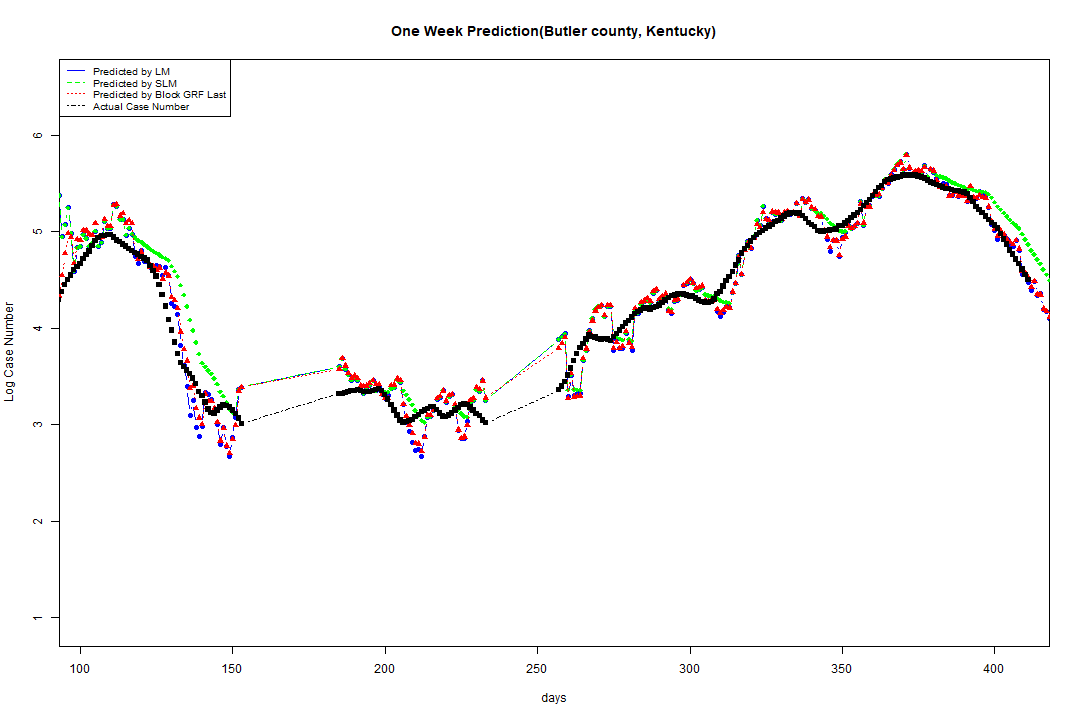 One Week Prediction(Butler county, Kentucky)
Predicted by LM
Predicted by SLM
Predicted by Block GRF Last
Actual Case Number
Log Case Number
6
5
4
3
2
1
100 150 200 250 300 350 400
days